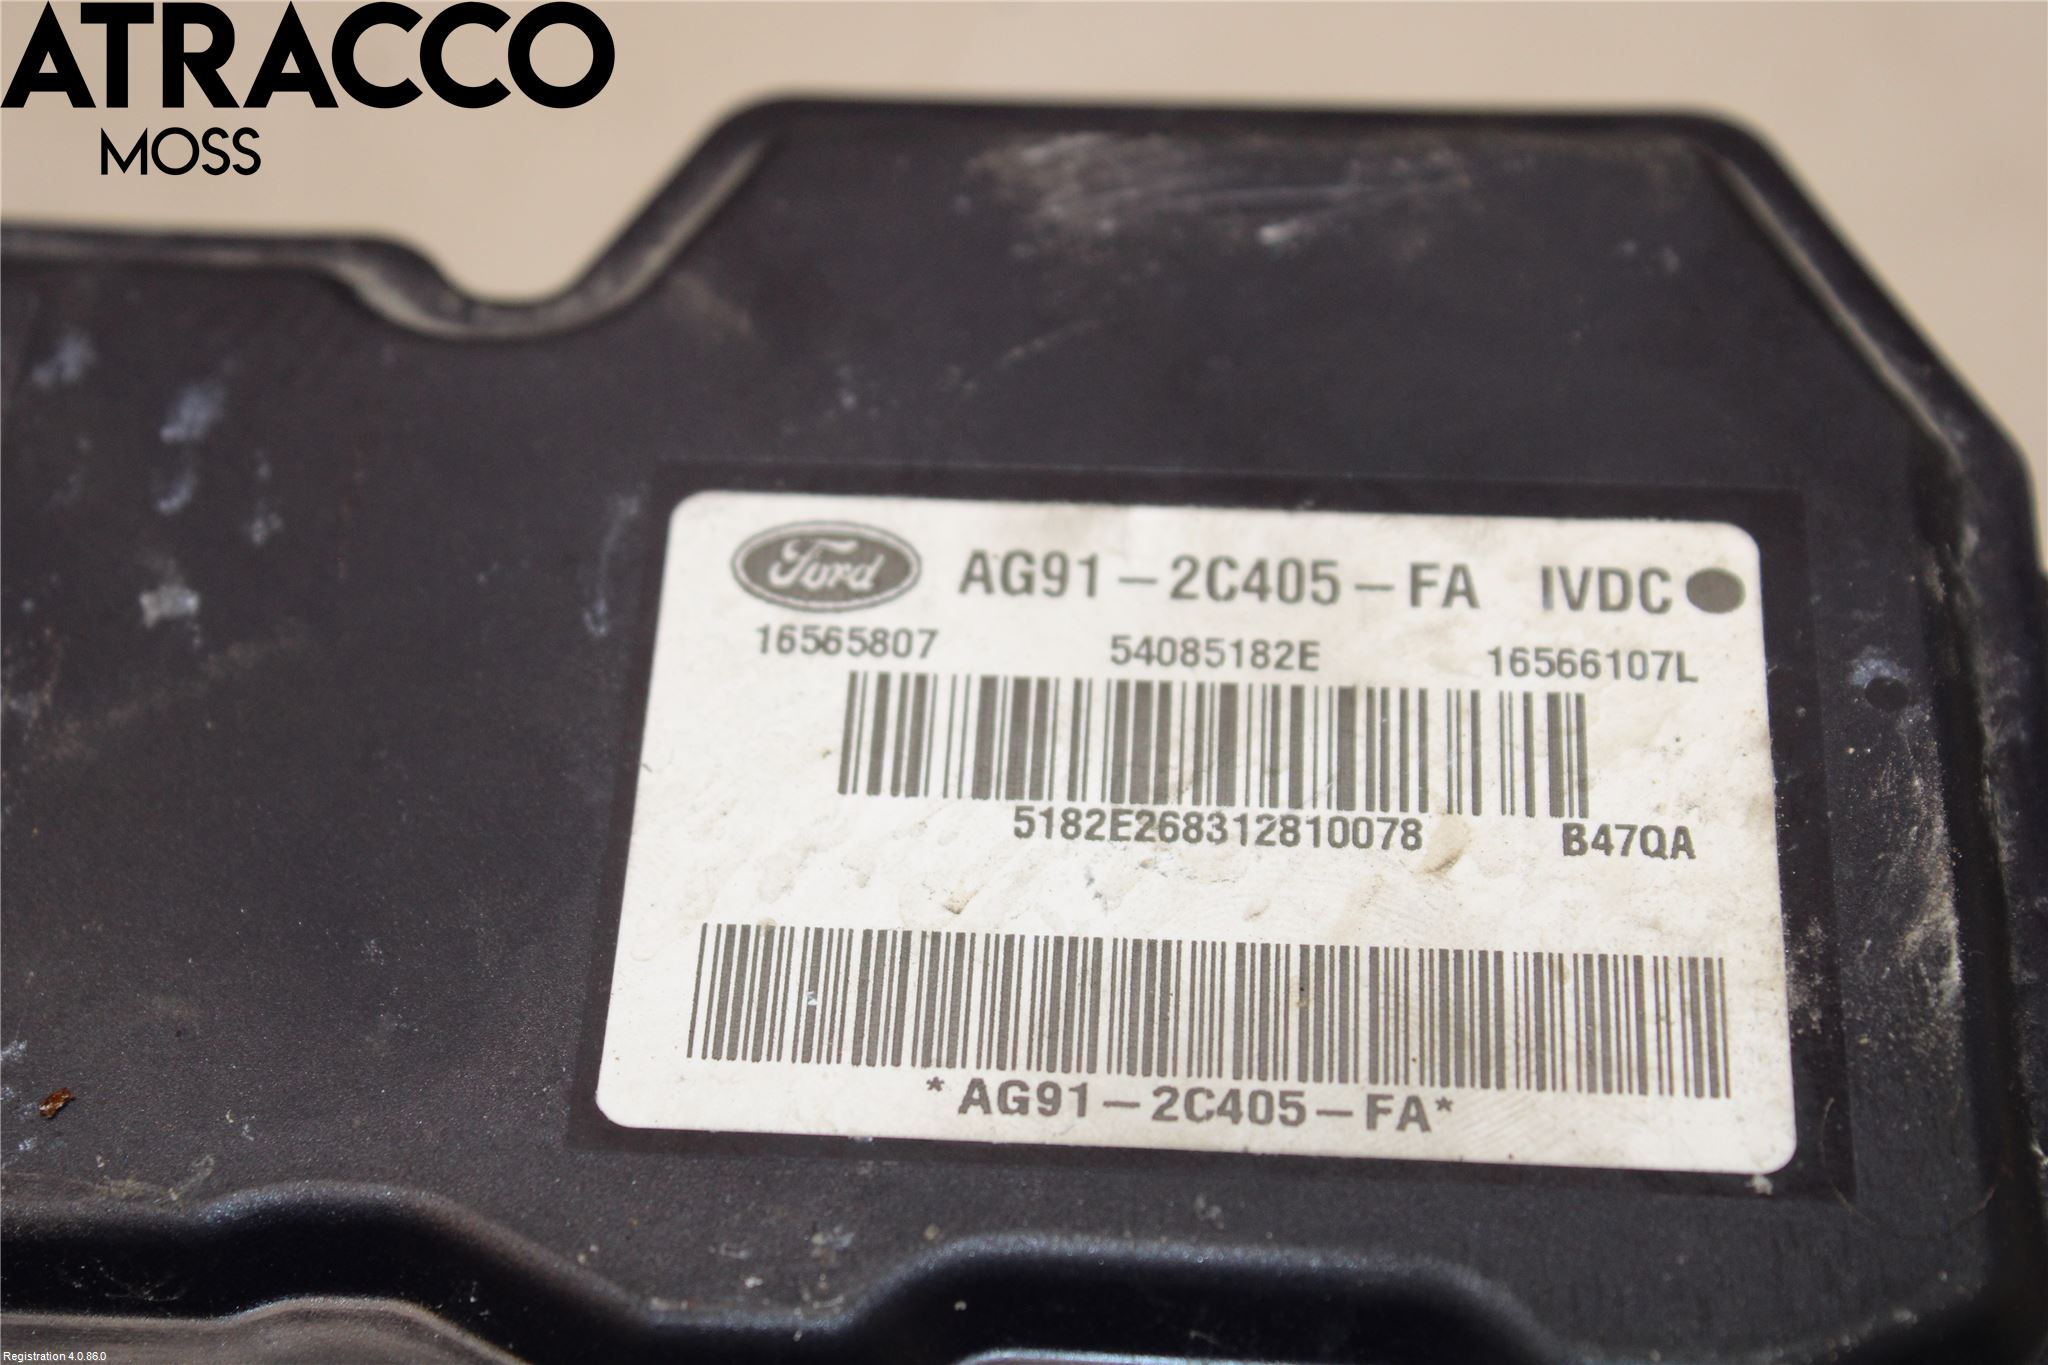 ATRACCO
MOSS
Ford AG91-2C405-FA IVDC
16565807 54085182E 16566107L
5182E268312810078 B47QA
*AG91-2C405-FA*
Registration 4.0.86.0